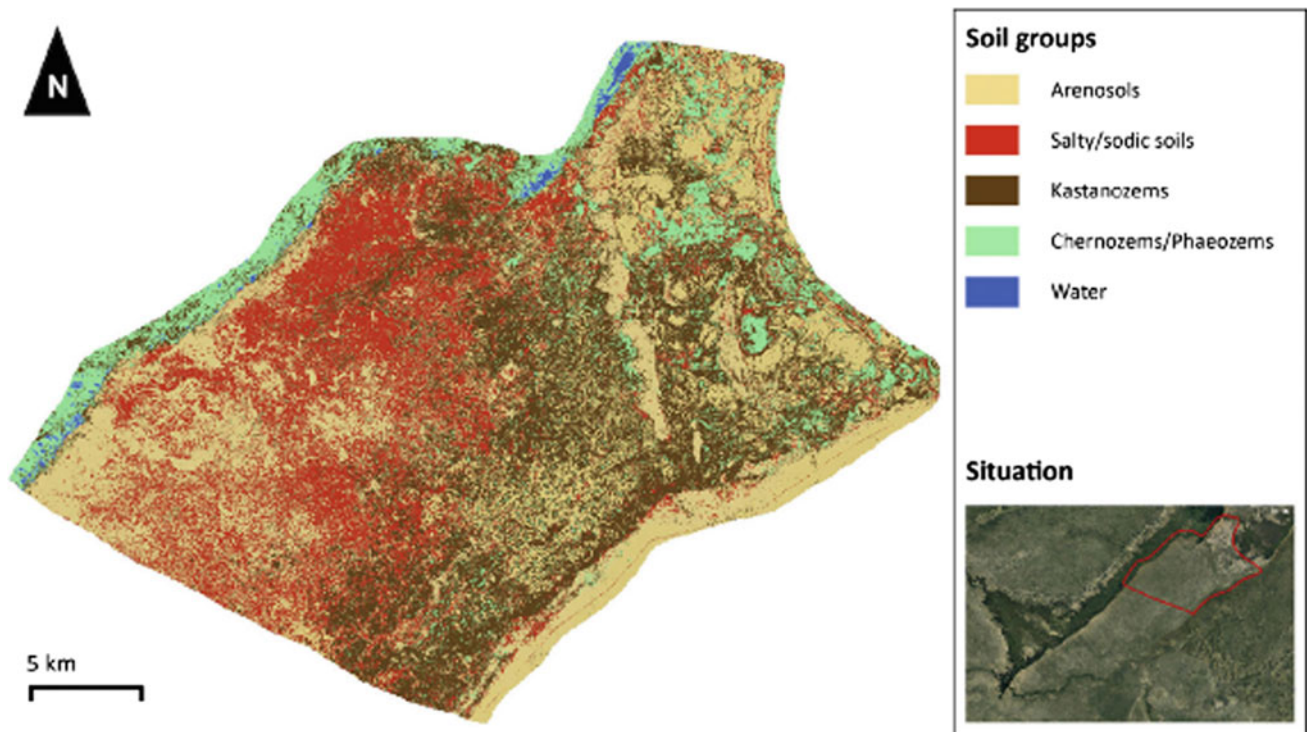 N
Soil groups
Arenosols
Salty/sodic soils
Kastanozems
Chernozems/Phaeozems
Water
Situation
5 km